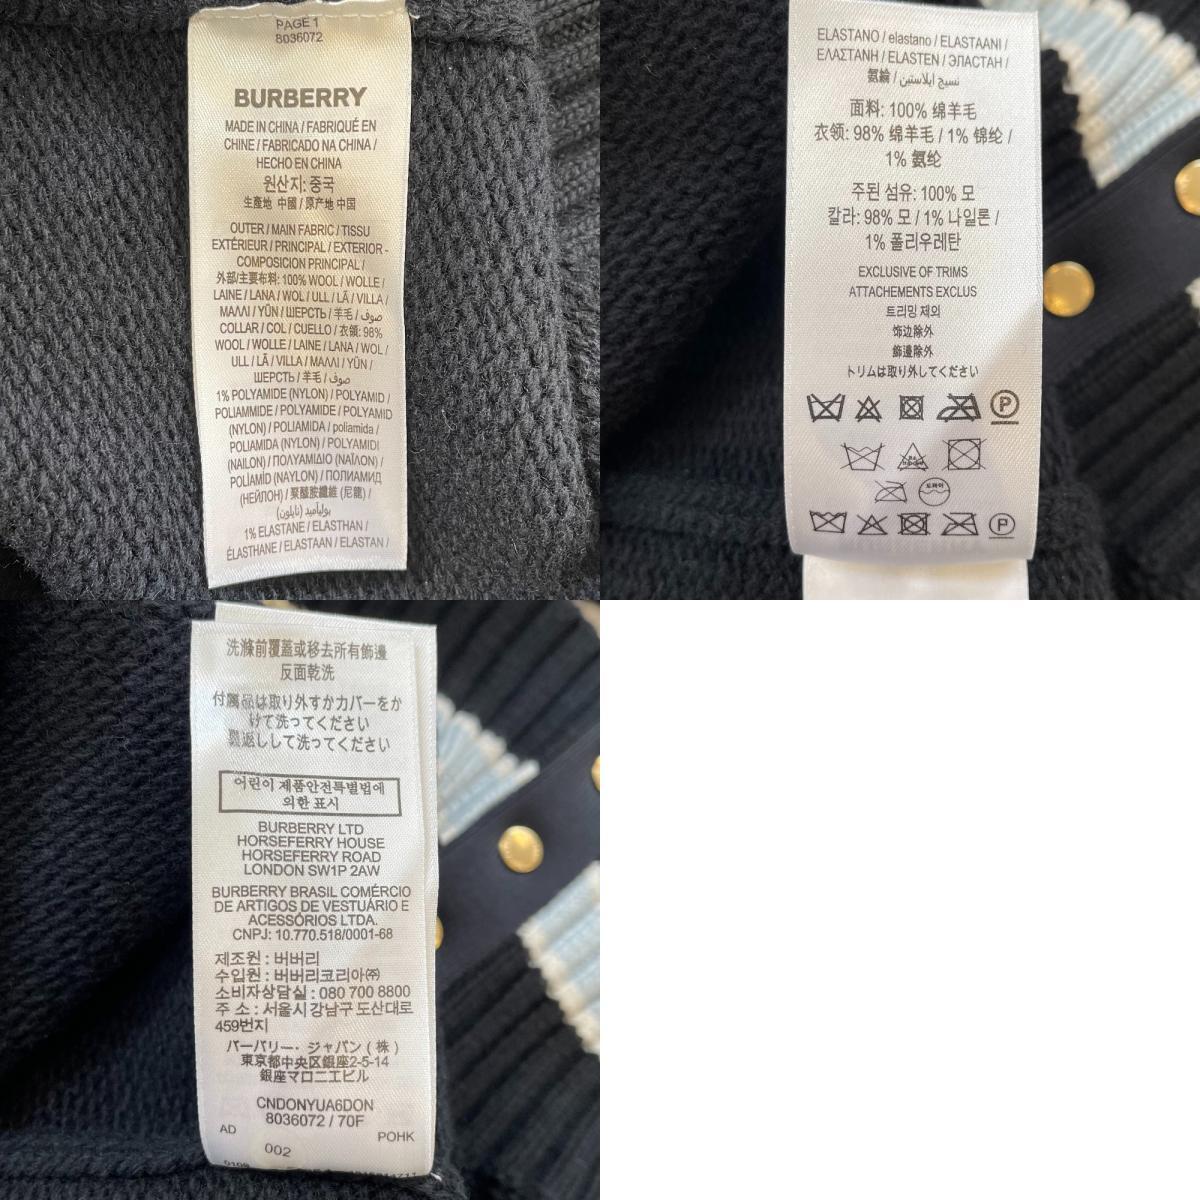 PAGE 1
8036072
BURBERRY
MADE IN CHINA / FABRIQUÉ EN
CHINE / FABRICADO NA CHINA /
HECHO EN CHINA
원산지: 중국
生產地 中國 / 原产地 中国
OUTER / MAIN FABRIC / TISSU
EXTÉRIEUR / PRINCIPAL / EXTERIOR -
COMPOSICION PRINCIPAL /
外部/主要布料: 100% WOOL / WOLLE /
LAINE / LANA / WOL / ULL / LÃ / VILLA /
ΜΑΛΛΙ / YÜN / ШЕРСТЬ / 羊毛 / صوف
COLLAR / COL / CUELLO / 衣领: 98%
WOOL / WOLLE / LAINE / LANA / WOL /
ULL / LÃ / VILLA / ΜΑΛΛΙ / YÜN /
ШЕРСТЬ / 羊毛 / صوف
1% POLYAMIDE (NYLON) / POLYAMID /
POLIAMMIDE / POLYAMIDE / POLYAMID
(NYLON) / POLIAMIDA / poliamida /
POLIAMIDA (NYLON) / POLYAMIDI
(NAILON) / ΠΟΛΥΑΜΙΔΙΟ (ΝΑΪΛΟΝ) /
POLİAMİD (NAYLON) / ПОЛИАМИД
(НЕЙЛОН) / 聚醯胺纖維 (尼龍) /
بوليأميد (نايلون)
1% ELASTANE / ELASTHAN /
ÉLASTHANE / ELASTAAN / ELASTAN /
ELASTANO / elastano / ELASTAANI /
ΕΛΑΣΤΑΝΗ / ELASTEN / ЭЛАСТАН /
氨綸 / نسيج ايلاستين
面料: 100% 绵羊毛
衣领: 98% 绵羊毛 / 1% 锦纶 /
1% 氨纶
주된 섬유: 100% 모
칼라: 98% 모 / 1% 나일론 /
1% 폴리우레탄
EXCLUSIVE OF TRIMS
ATTACHEMENTS EXCLUS
트리밍 제외
饰边除外
飾邊除外
トリムは取り外してください
P
P
洗滌前覆蓋或移去所有飾邊
反面乾洗
付属品は取り外すか力バーをか
けて洗ってください
裏返しして洗ってください
어린이 제품안전특별법에
의한 표시
BURBERRY LTD
HORSEFERRY HOUSE
HORSEFERRY ROAD
LONDON SW1P 2AW
BURBERRY BRASIL COMÉRCIO
DE ARTIGOS DE VESTUÁRIO E
ACESSÓRIOS LTDA.
CNPJ: 10.770.518/0001-68
제조원 : 버버리
수입원 : 버버리코리아㈜
소비자상담실 : 080 700 8800
주 소 : 서울시 강남구 도산대로
459번지
バーバリー・ジャパン (株)
東京都中央区銀座2-5-14
銀座マロニエビル
CNDONYUA6DON
8036072 / 70F
AD
POHK
002